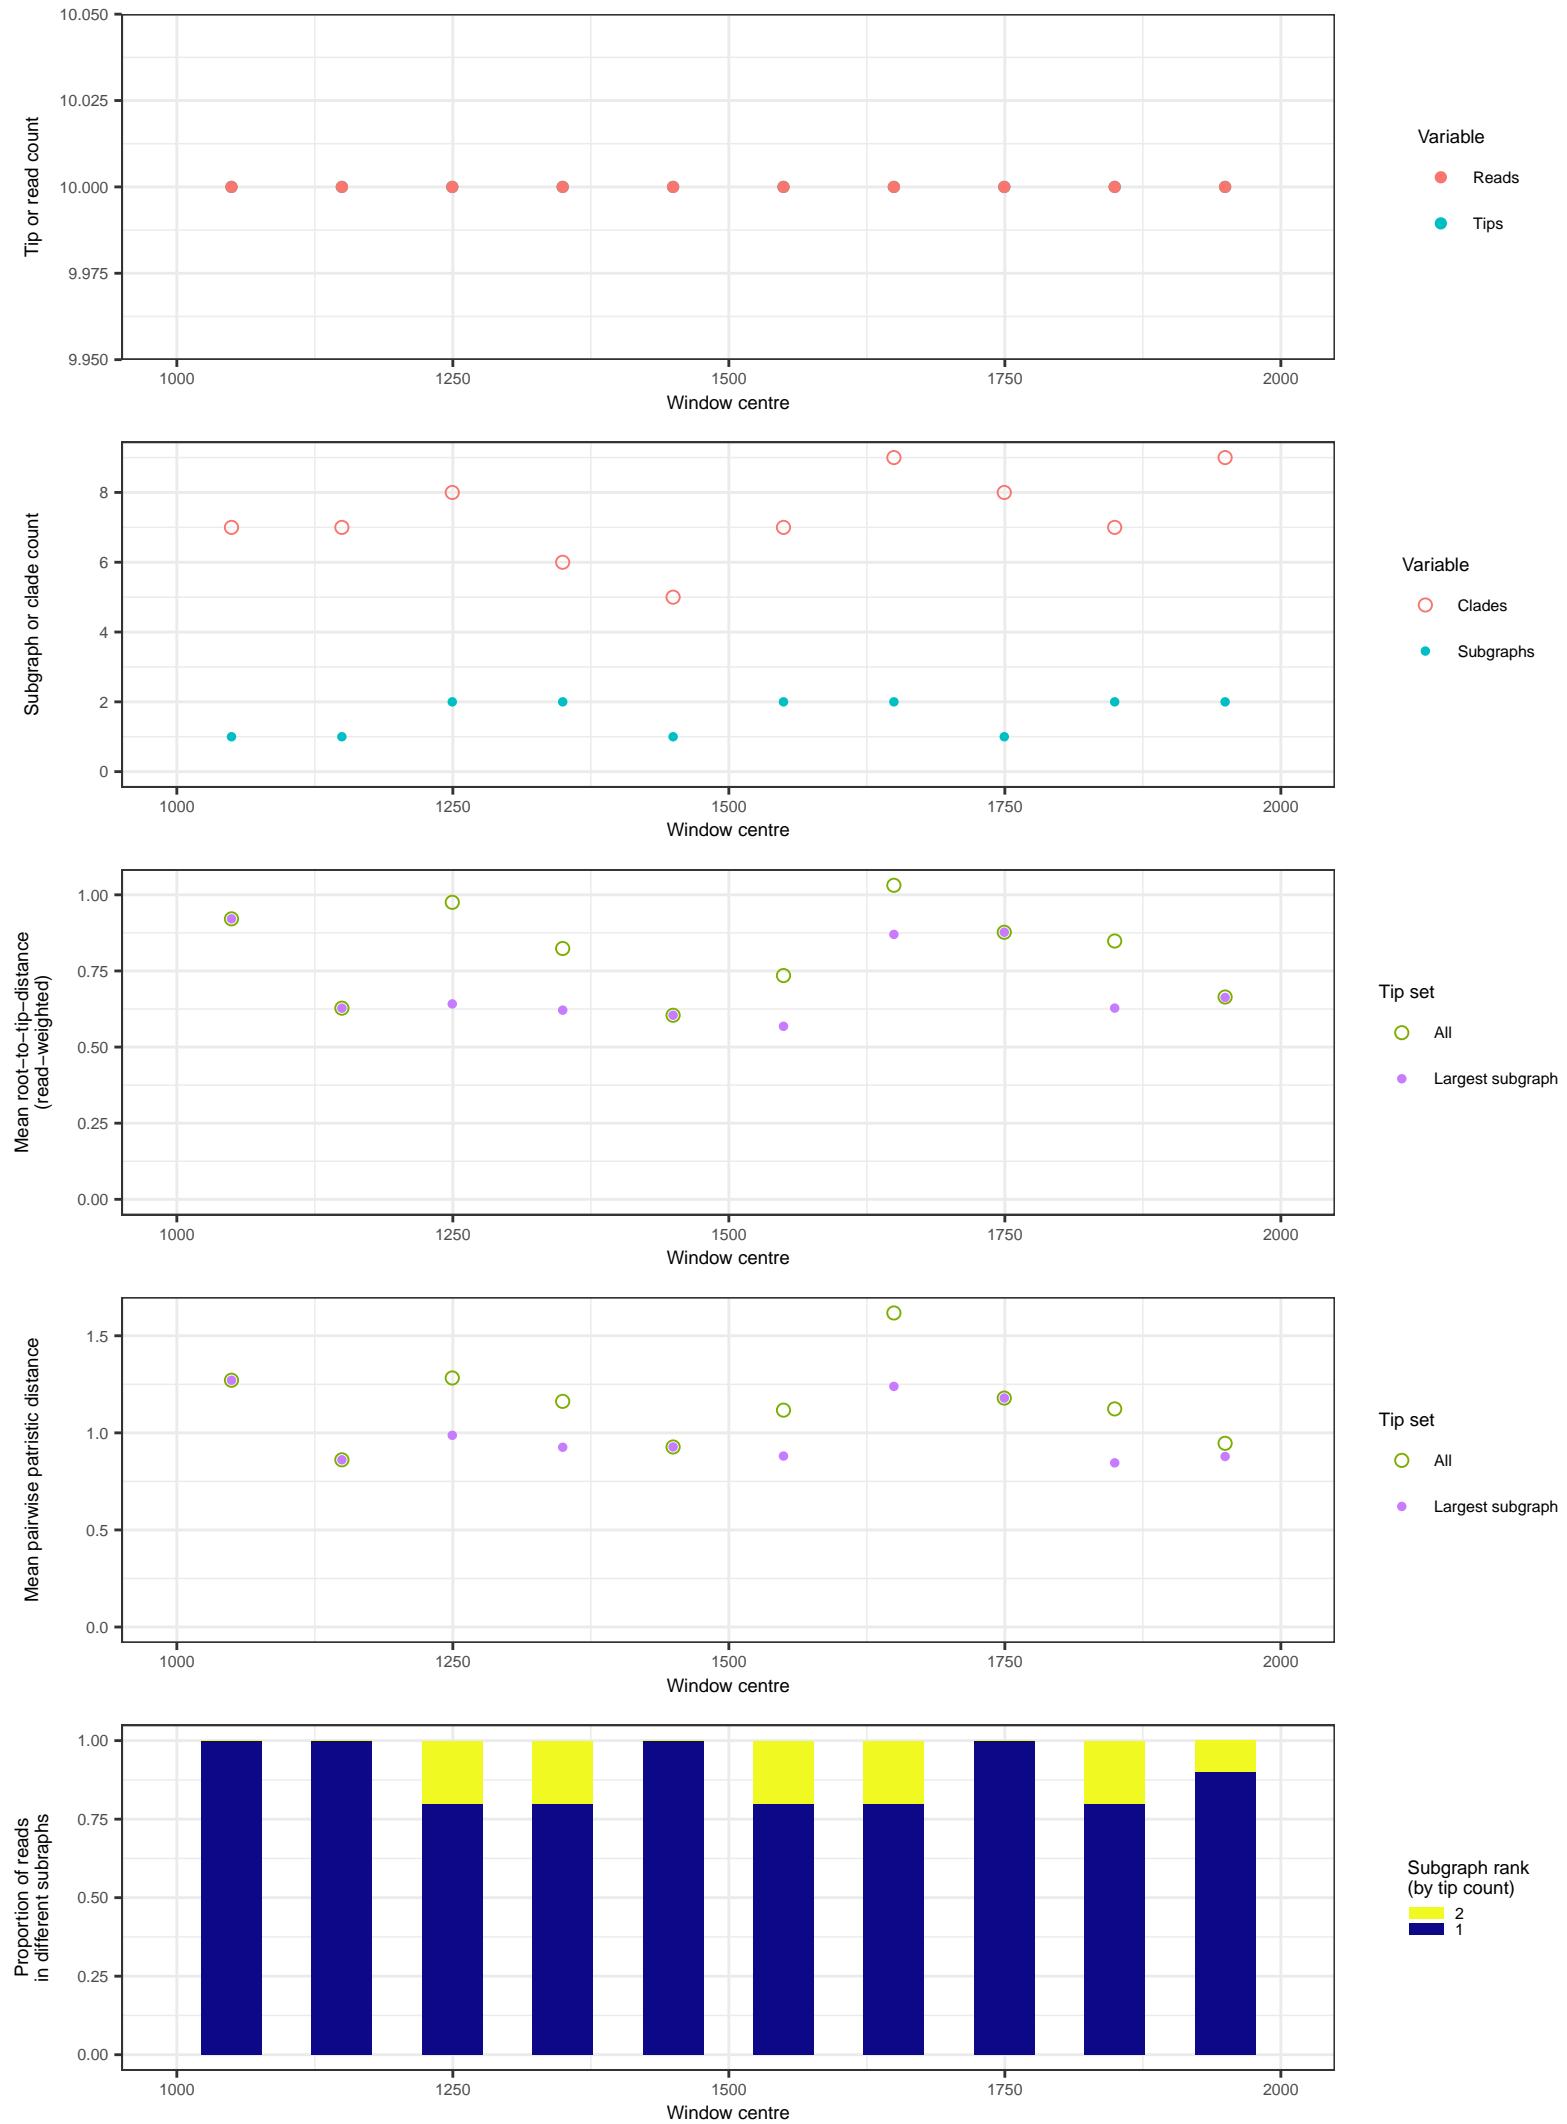 10.050
10.025
10.000
9.975
9.950
Tip or read count
1000 1250 1500 1750 2000
Window centre
Variable
Reads
Tips
8
6
4
2
0
Subgraph or clade count
1000 1250 1500 1750 2000
Window centre
Variable
Clades
Subgraphs
1.00
0.75
0.50
0.25
0.00
Mean root−to−tip−distance
(read−weighted)
1000 1250 1500 1750 2000
Window centre
Tip set
All
Largest subgraph
1.5
1.0
0.5
0.0
Mean pairwise patristic distance
1000 1250 1500 1750 2000
Window centre
Tip set
All
Largest subgraph
1.00
0.75
0.50
0.25
0.00
Proportion of reads
in different subraphs
1000 1250 1500 1750 2000
Window centre
Subgraph rank
(by tip count)
2
1